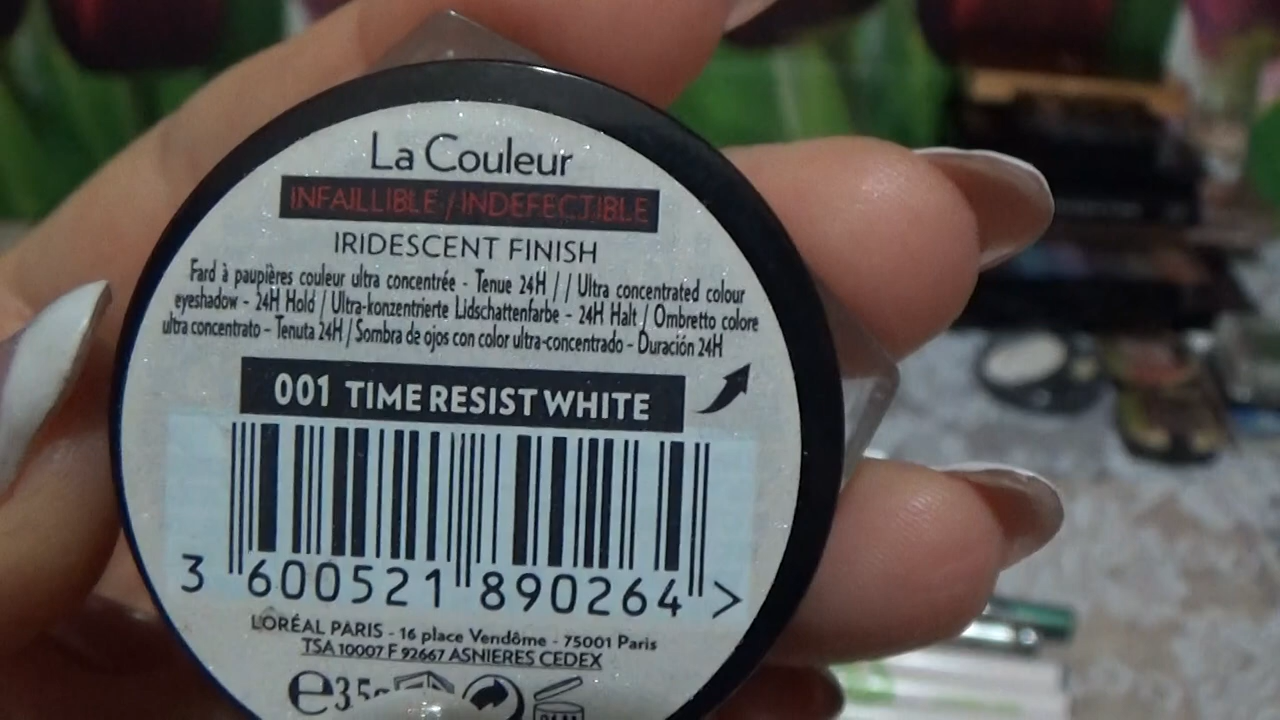 La Couleur
INFAILLIBLE / INDEFECTIBLE
IRIDESCENT FINISH
Fard à paupières couleur ultra concentrée - Tenue 24H / / Ultra concentrated colour
eyeshadow - 24H Hold / Ultra-konzentrierte Lidschattenfarbe - 24H Halt / Ombretto colore
ultra concentrato - Tenuta 24H / Sombra de ojos con color ultra-concentrado - Duración 24H
001 TIME RESIST WHITE
3 600521 890264 >
L'ORÉAL PARIS - 16 place Vendôme - 75001 Paris
TSA 10007 F 92667 ASNIERES CEDEX
e 3.5g